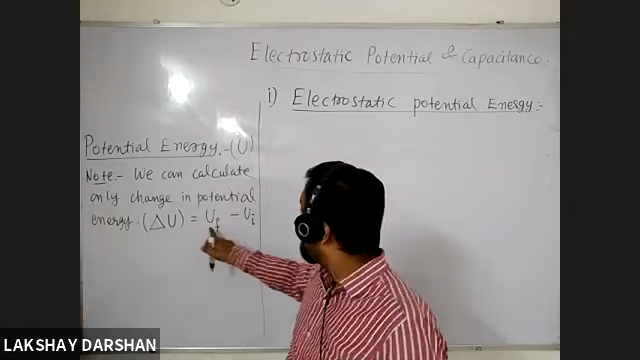 Electrostatic Potential & Capacitance.
i) Electrostatic potential Energy:-
Potential Energy.-(U)
Note:- We can calculate
only change in potential
energy. (△U) = Uf - Ui
LAKSHAY DARSHAN